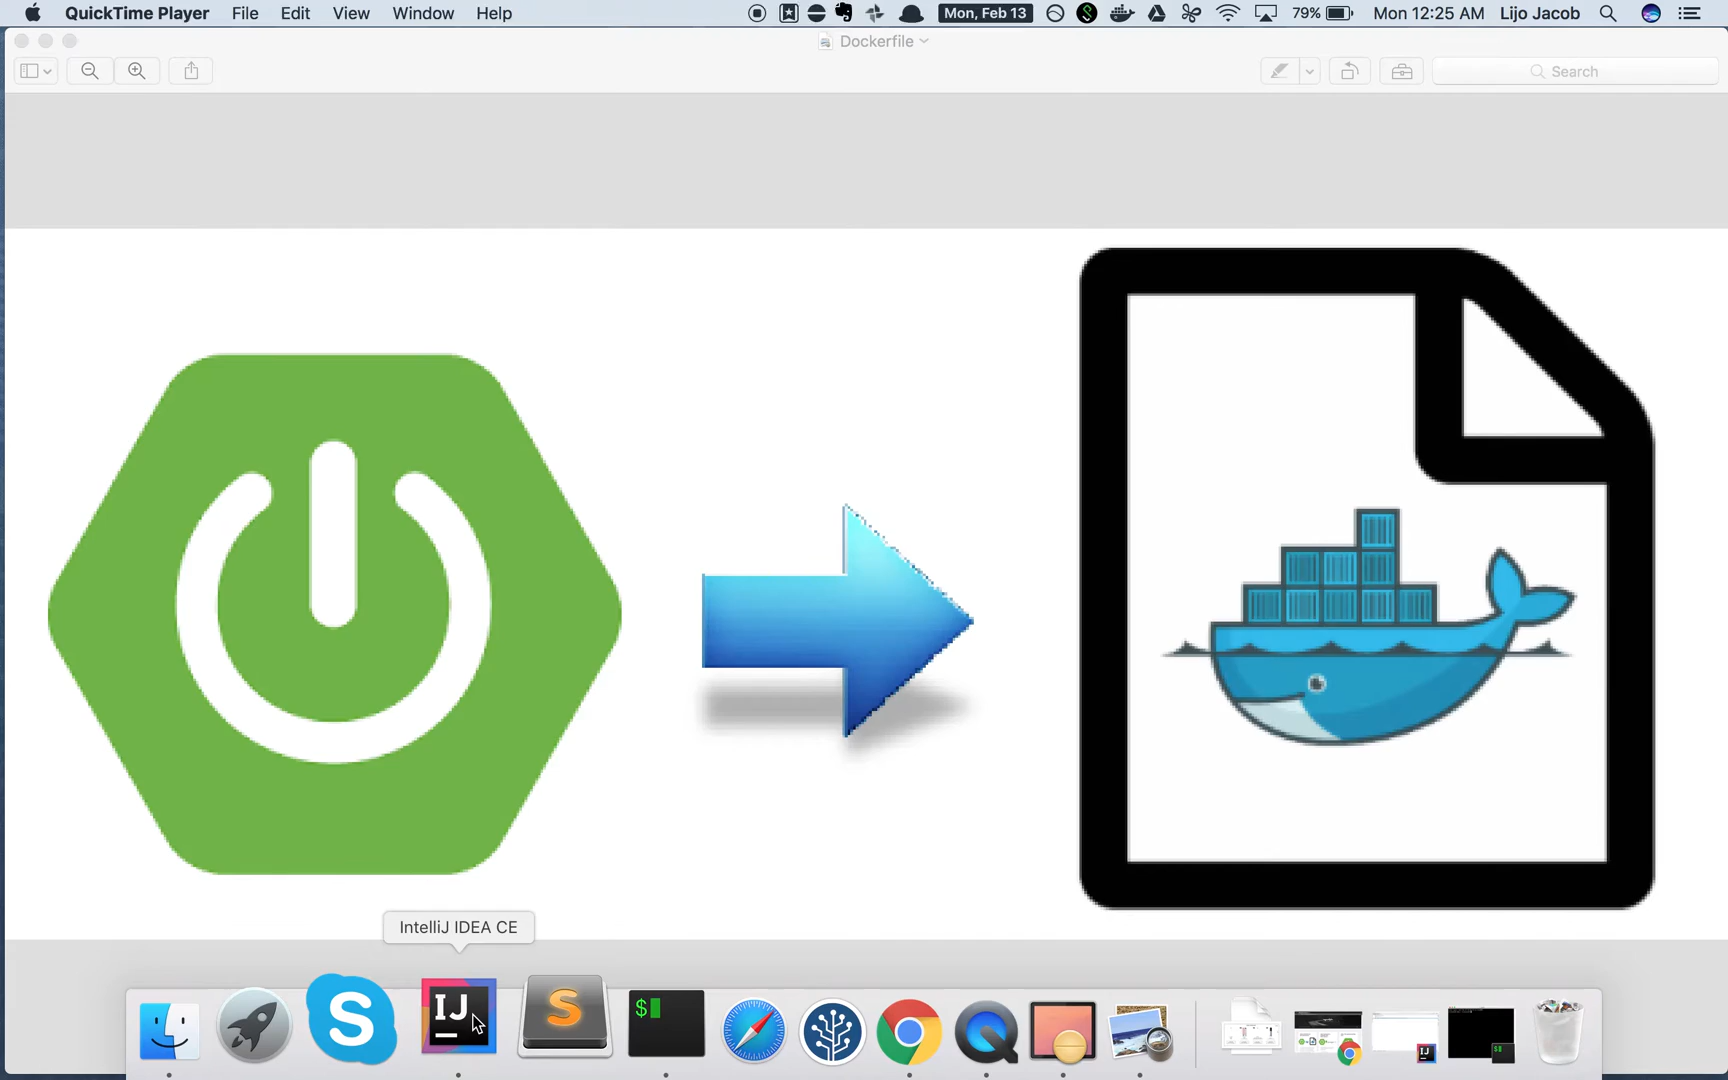 QuickTime Player File Edit View Window Help Mon, Feb 13 79% Mon 12:25 AM Lijo Jacob
Dockerfile
Search
IntelliJ IDEA CE
IJ
S
S
$